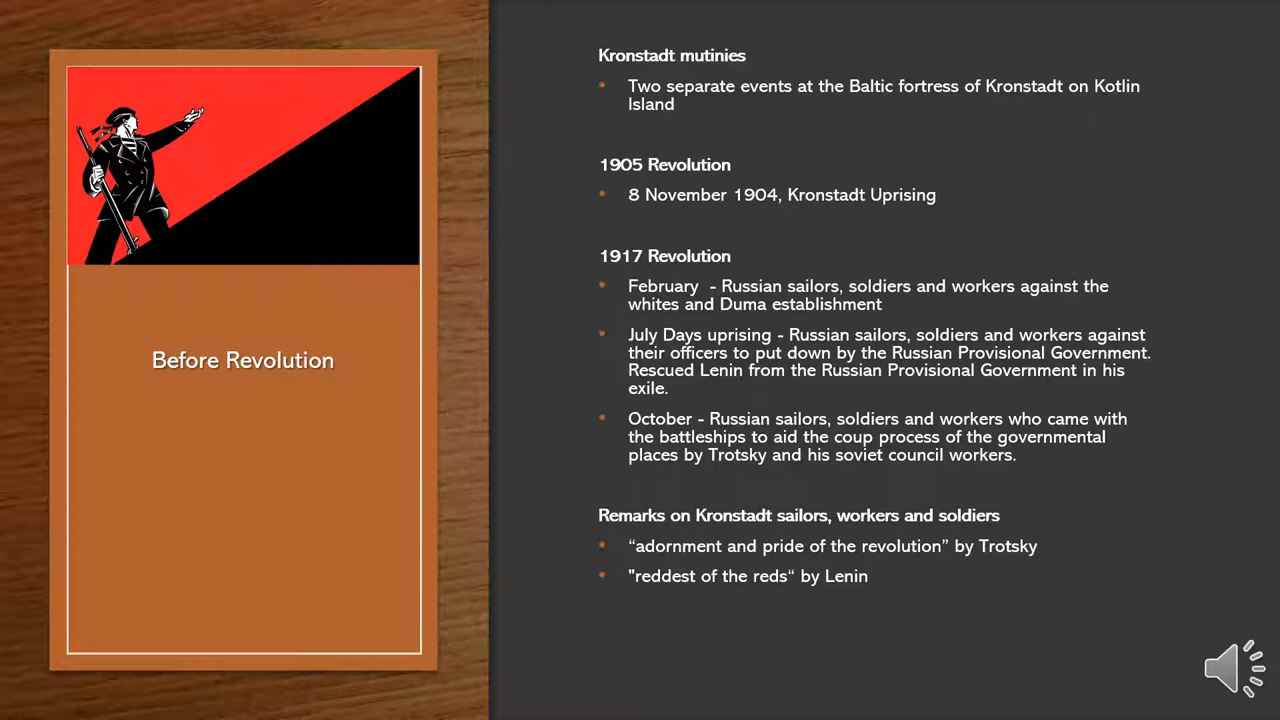 Before Revolution
Kronstadt mutinies
Two separate events at the Baltic fortress of Kronstadt on Kotlin
Island
1905 Revolution
8 November 1904, Kronstadt Uprising
1917 Revolution
February  - Russian sailors, soldiers and workers against the
whites and Duma establishment
July Days uprising - Russian sailors, soldiers and workers against
their officers to put down by the Russian Provisional Government.
Rescued Lenin from the Russian Provisional Government in his
exile.
October - Russian sailors, soldiers and workers who came with
the battleships to aid the coup process of the governmental
places by Trotsky and his soviet council workers.
Remarks on Kronstadt sailors, workers and soldiers
“adornment and pride of the revolution” by Trotsky
"reddest of the reds“ by Lenin